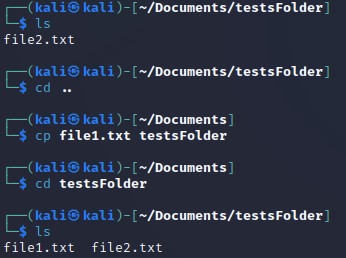 ┌──(kali㉿kali)-[~/Documents/testsFolder]
└─$ ls
file2.txt
┌──(kali㉿kali)-[~/Documents/testsFolder]
└─$ cd ..
┌──(kali㉿kali)-[~/Documents]
└─$ cp file1.txt testsFolder
┌──(kali㉿kali)-[~/Documents]
└─$ cd testsFolder
┌──(kali㉿kali)-[~/Documents/testsFolder]
└─$ ls
file1.txt  file2.txt